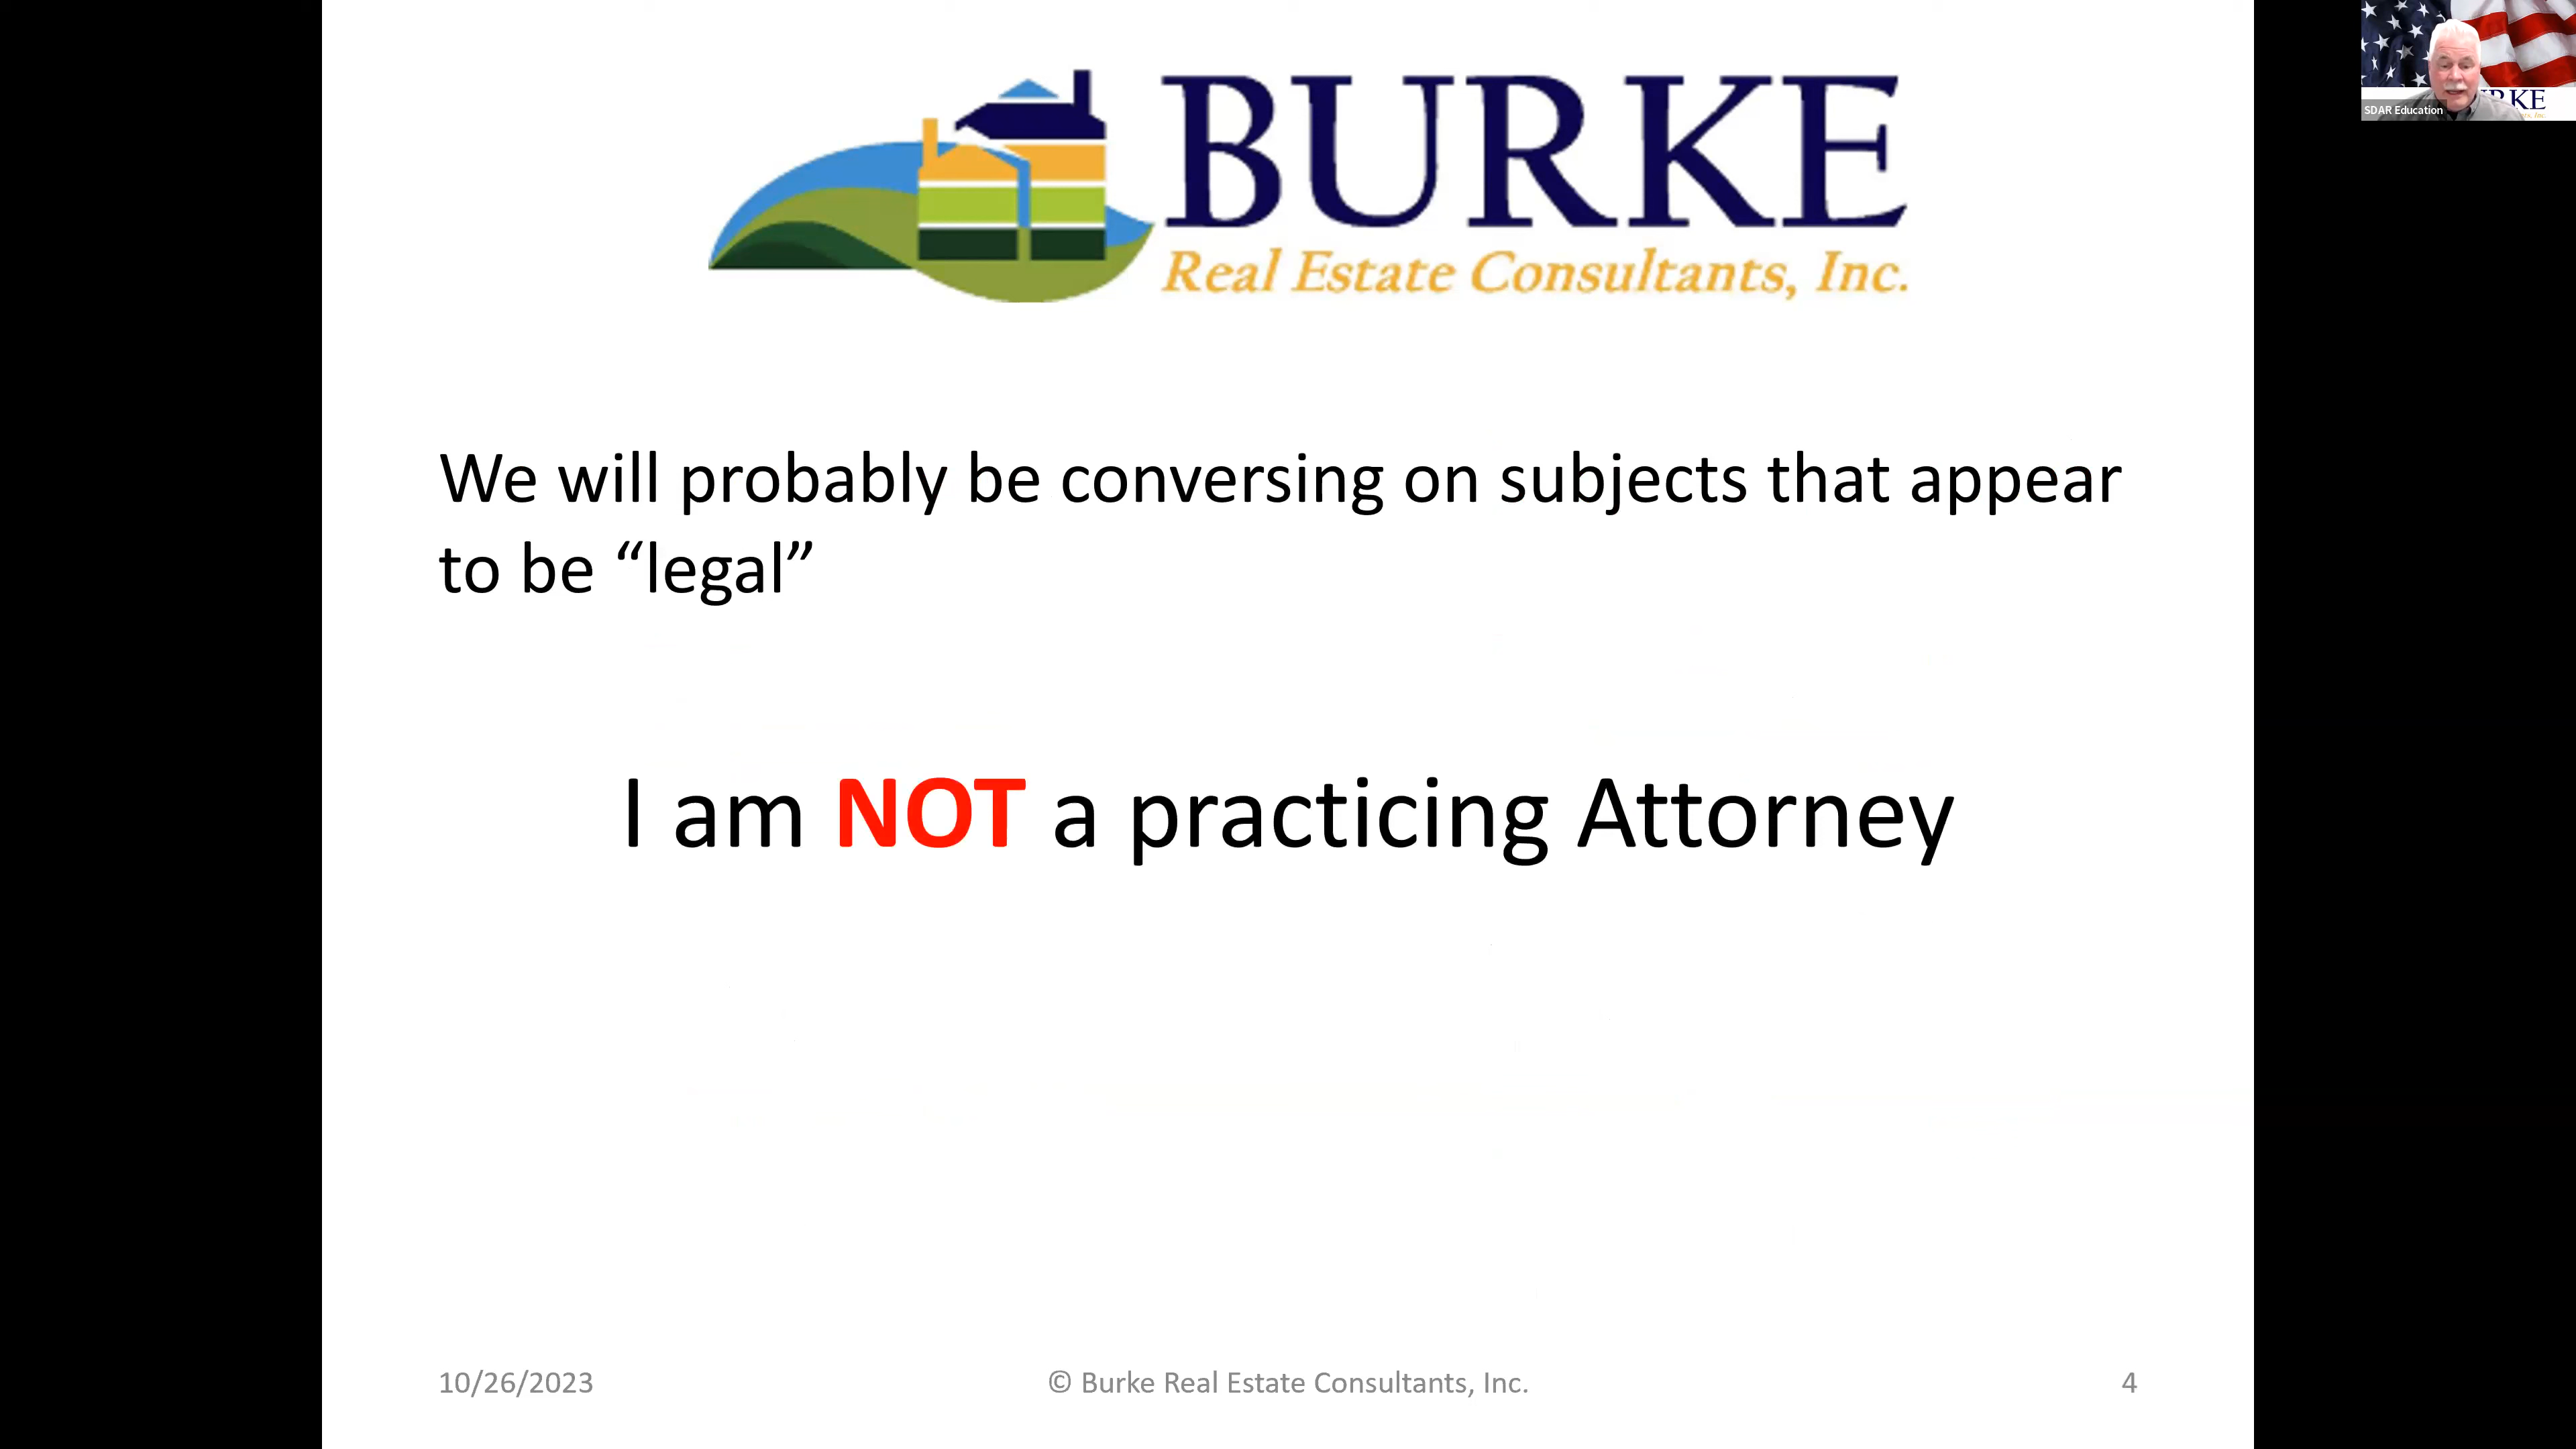 BURKE
Real Estate Consultants, Inc.
SDAR Education
RKE
We will probably be conversing on subjects that appear
to be “legal”
I am NOT a practicing Attorney
10/26/2023
© Burke Real Estate Consultants, Inc.
4